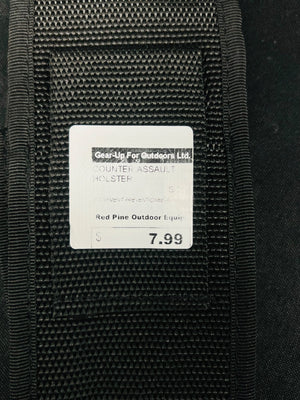 Gear-Up For Outdoors Ltd.
COUNTER ASSAULT
HOLSTER
Red Pine Outdoor Equip
$ 7.99